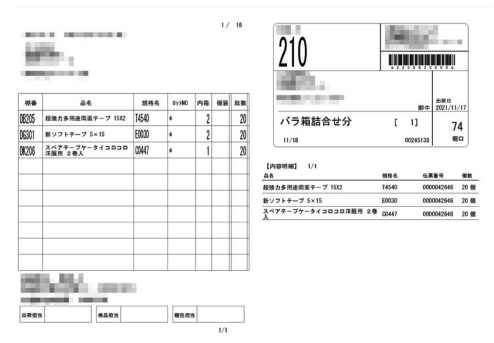 1 / 16
棚番 品名 規格名 ロットNO 内箱 個装 総数
DB205 超強力多用途両面テープ 15X2 T4540 * 2 20
DG301 新ソフトテープ 5×15 E0030 * 2 20
DK206 スペアテープケータイコロコロ 洋服用 2巻入 C0447 * 1 20
出荷担当 検品担当 梱包担当
1/1
210
a2200620000a
御中
出荷日
2021/11/17
バラ箱詰合せ分 [ 1]
74
個口
11/18 00245138
【内容明細】 1/1
品名 規格名 伝票番号 個数
超強力多用途両面テープ 15X2 T4540 0000042646 20 個
新ソフトテープ 5×15 E0030 0000042646 20 個
スペアテープケータイコロコロ洋服用 2巻入 C0447 0000042646 20 個